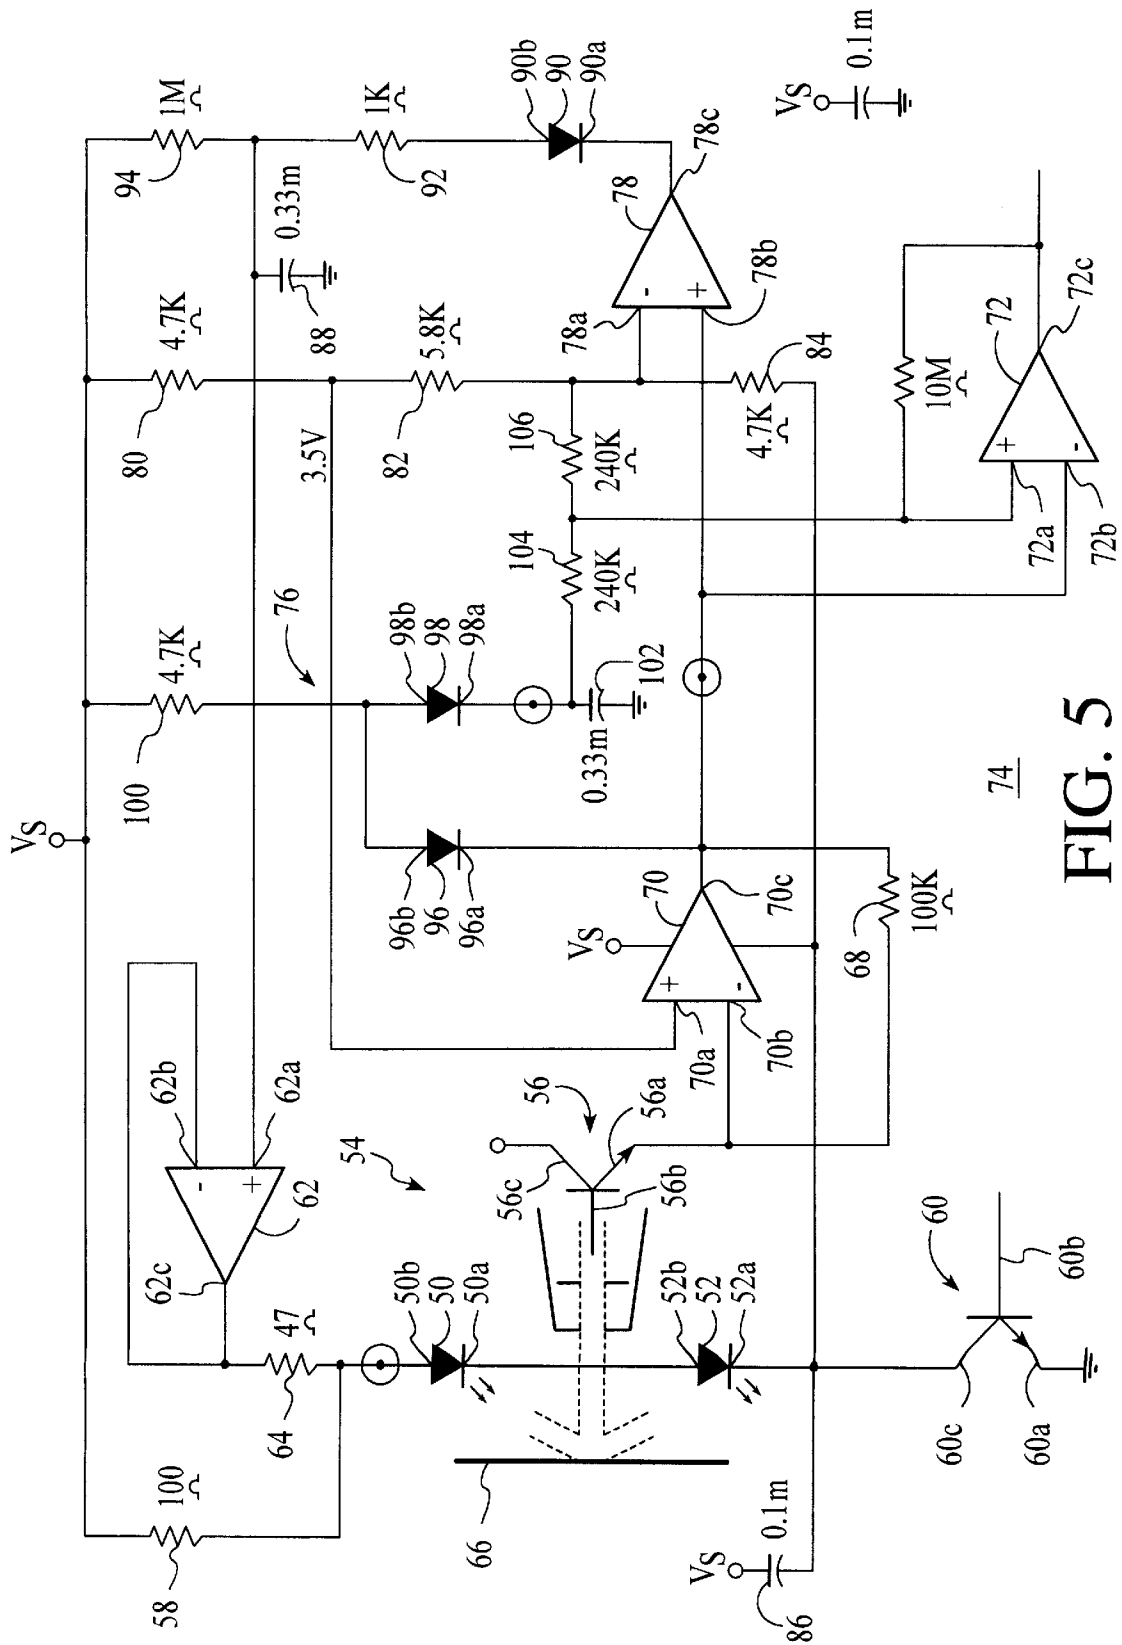 V_S
94
1M Ω
4.7K Ω
80
4.7K Ω
100
92
1K Ω
90b
90
90a
V_S
0.1m
0.33m
88
5.8K Ω
82
3.5V
76
78
78c
78a
-
+
78b
84
4.7K Ω
106
240K Ω
104
240K Ω
98b
98
98a
102
0.33m
96b
96
96a
10M Ω
72
72c
+
-
72a
72b
62b
62a
-
+
62
62c
47 Ω
64
100 Ω
58
54
56
56a
56c
56b
V_S
70
70c
+
-
70a
70b
68
100K Ω
50b
50
50a
52b
52
52a
66
60
60b
60c
60a
V_S
0.1m
86
74
FIG. 5